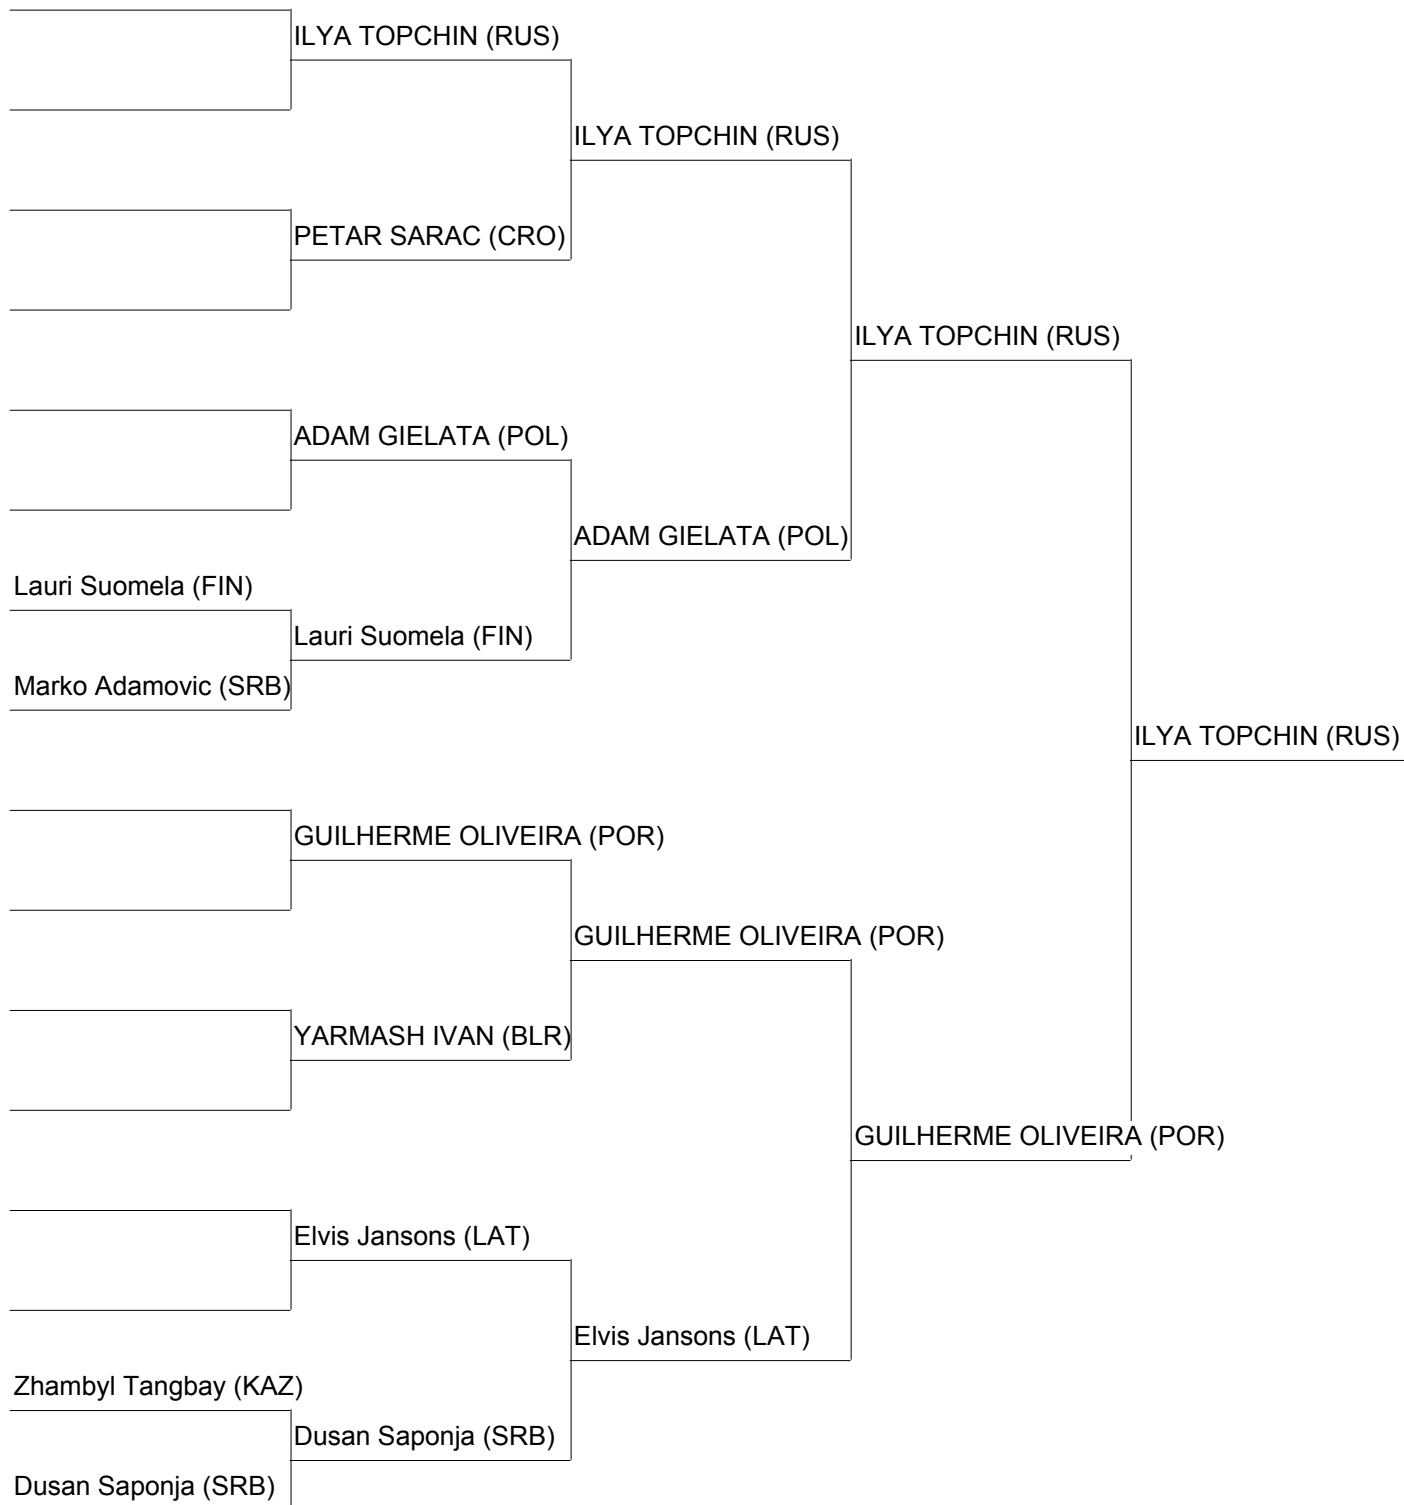 ILYA TOPCHIN (RUS)
ILYA TOPCHIN (RUS)
PETAR SARAC (CRO)
ILYA TOPCHIN (RUS)
ADAM GIELATA (POL)
ADAM GIELATA (POL)
Lauri Suomela (FIN)
Lauri Suomela (FIN)
Marko Adamovic (SRB)
ILYA TOPCHIN (RUS)
GUILHERME OLIVEIRA (POR)
GUILHERME OLIVEIRA (POR)
YARMASH IVAN (BLR)
GUILHERME OLIVEIRA (POR)
Elvis Jansons (LAT)
Elvis Jansons (LAT)
Zhambyl Tangbay (KAZ)
Dusan Saponja (SRB)
Dusan Saponja (SRB)